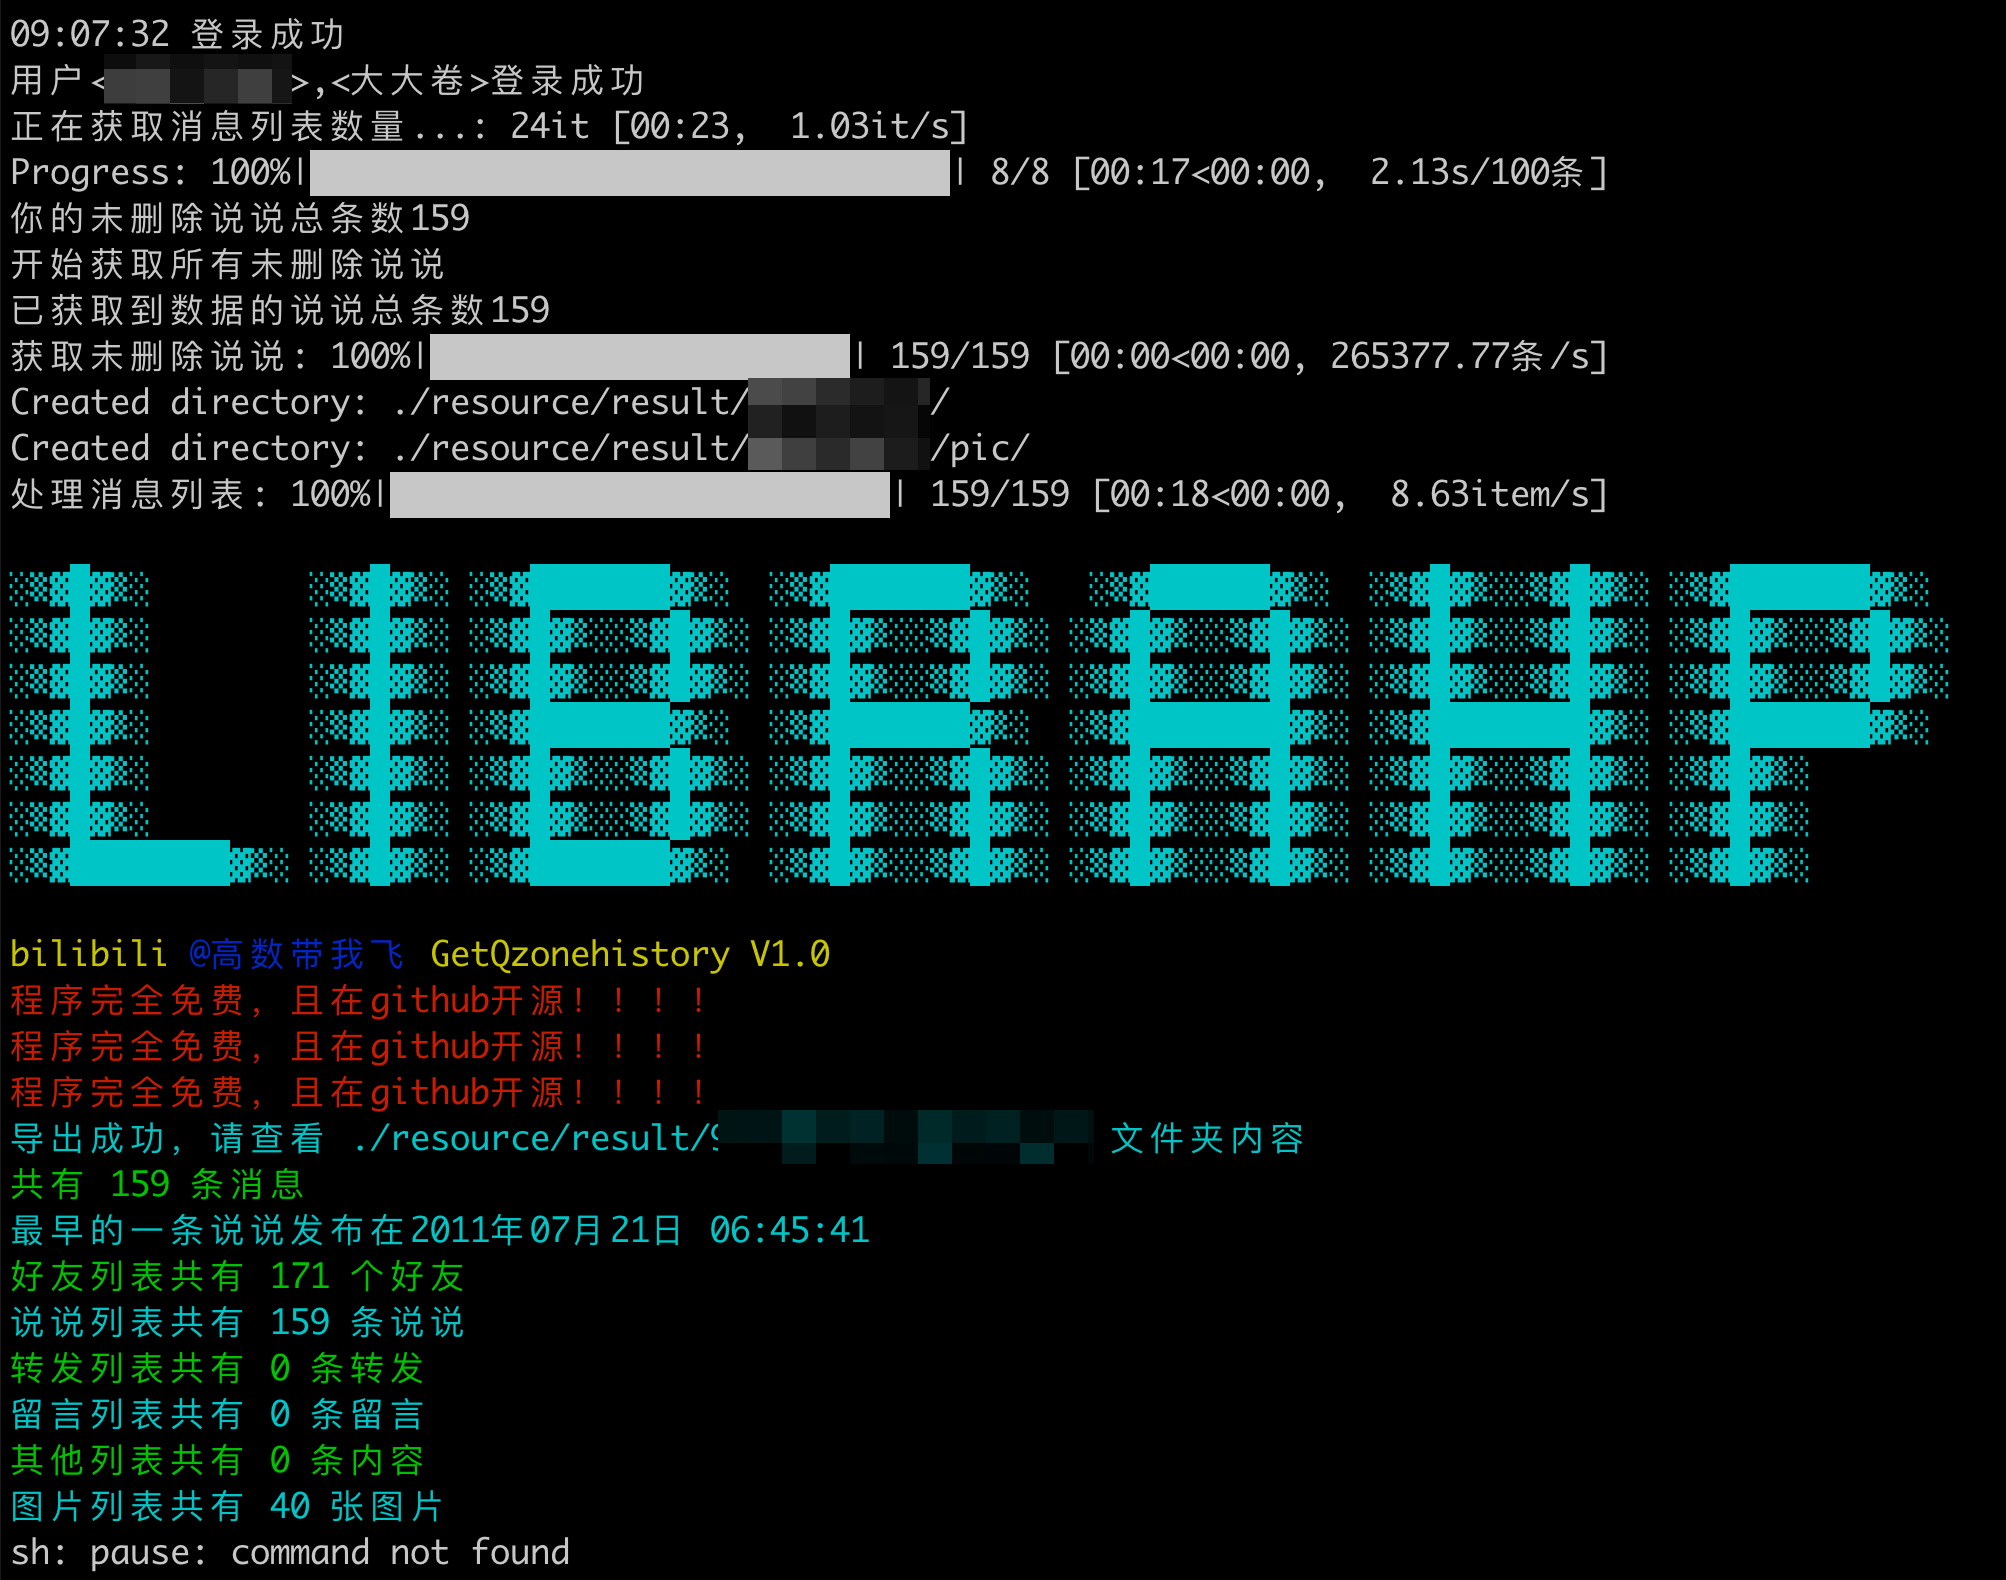 09:07:32 登录成功
用户<>,<大大卷>登录成功
正在获取消息列表数量...: 24it [00:23,  1.03it/s]
Progress: 100%|| 8/8 [00:17<00:00,  2.13s/100条]
你的未删除说说总条数159
开始获取所有未删除说说
已获取到数据的说说总条数159
获取未删除说说: 100%|| 159/159 [00:00<00:00, 265377.77条/s]
Created directory: ./resource/result//
Created directory: ./resource/result//pic/
处理消息列表: 100%|| 159/159 [00:18<00:00,  8.63item/s]
LIBRAHP
bilibili @高数带我飞 GetQzonehistory V1.0
程序完全免费, 且在github开源! ! ! !
程序完全免费, 且在github开源! ! ! !
程序完全免费, 且在github开源! ! ! !
导出成功, 请查看 ./resource/result/9 文件夹内容
共有 159 条消息
最早的一条说说发布在2011年07月21日 06:45:41
好友列表共有 171 个好友
说说列表共有 159 条说说
转发列表共有 0 条转发
留言列表共有 0 条留言
其他列表共有 0 条内容
图片列表共有 40 张图片
sh: pause: command not found